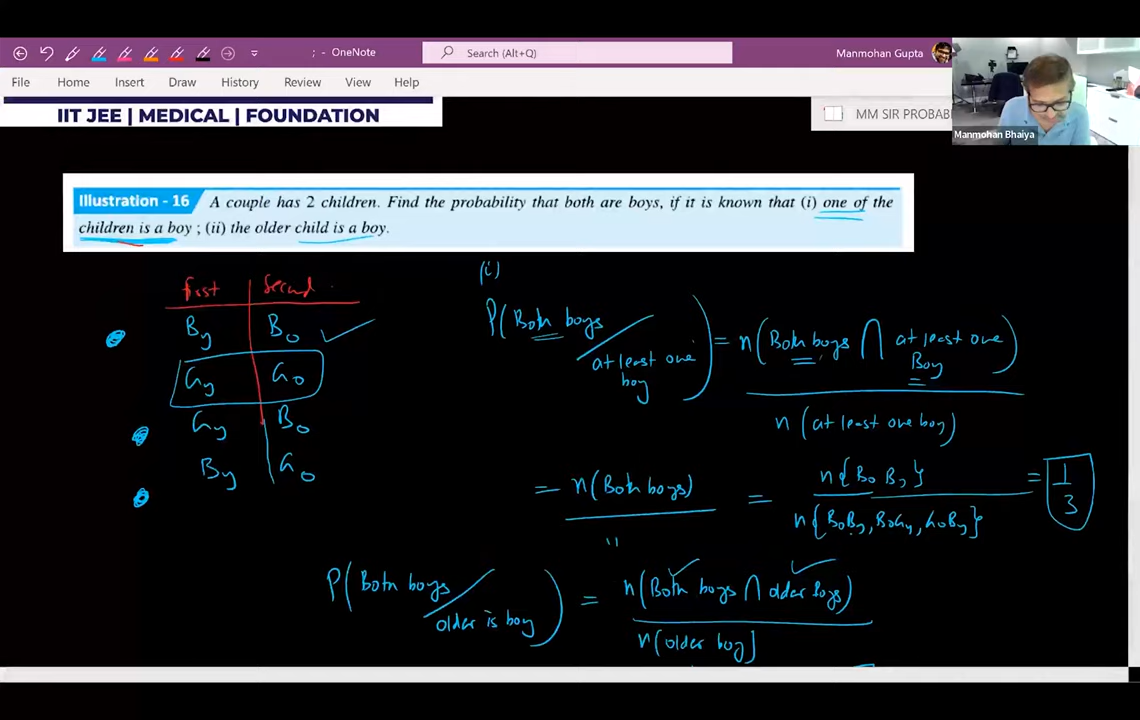 ; - OneNote
Search (Alt+Q)
Manmohan Gupta
File Home Insert Draw History Review View Help
IIT JEE | MEDICAL | FOUNDATION
MM SIR PROBAB
Manmohan Bhaiya
Illustration - 16 A couple has 2 children. Find the probability that both are boys, if it is known that (i) one of the
children is a boy ; (ii) the older child is a boy.
First Second
By Bo
Gy Go
Gy Bo
By Go
(i)
P(Both boys / at least one boy) = n(Both boys ∩ at least one Boy)
n (at least one boy)
= n(Both boys) = n{Bo By} = 1
" n{BoBy, BoGy, GoBy} 3
P(Both boys / older is boy) = n(Both boys ∩ older boys)
n(older boy]